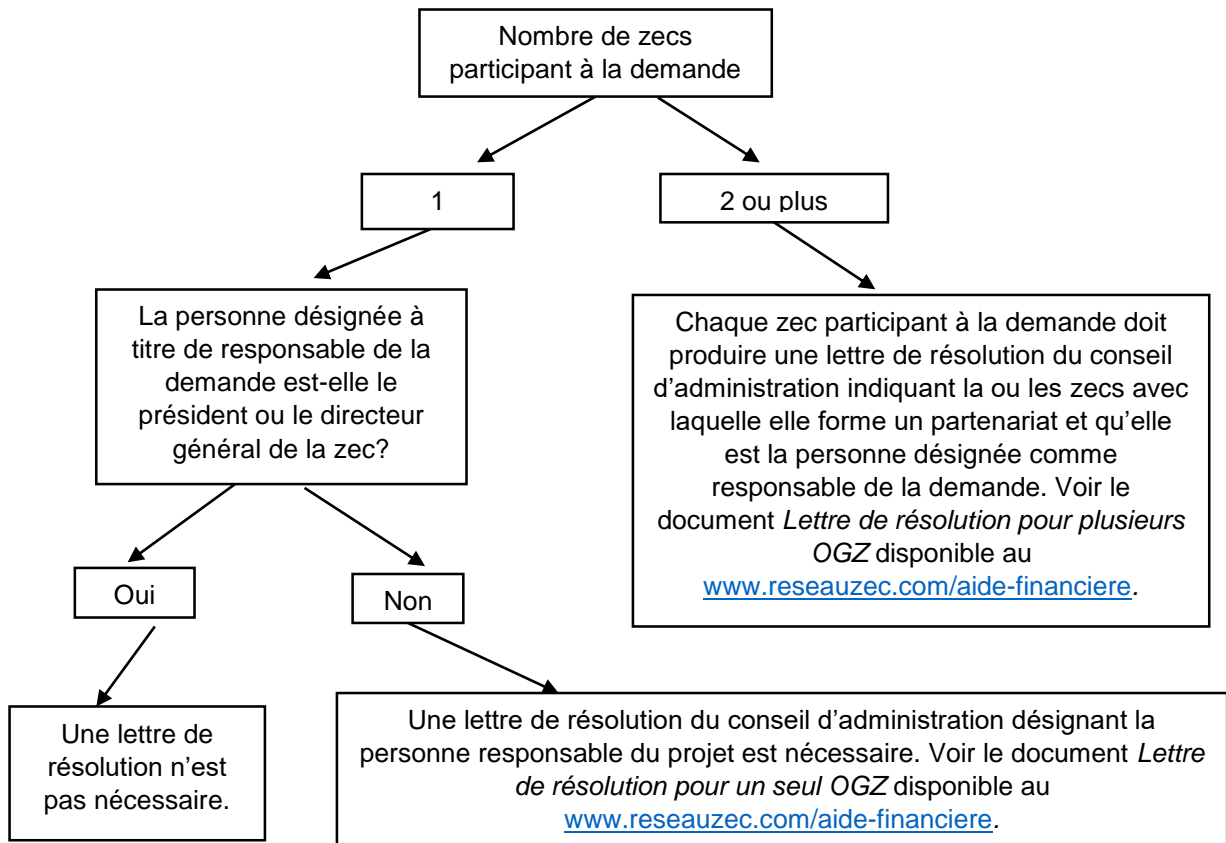 Nombre de zecs
participant à la demande
1
2 ou plus
La personne désignée à
titre de responsable de la
demande est-elle le
président ou le directeur
général de la zec?
Chaque zec participant à la demande doit
produire une lettre de résolution du conseil
d’administration indiquant la ou les zecs avec
laquelle elle forme un partenariat et qu’elle
est la personne désignée comme
responsable de la demande. Voir le
document Lettre de résolution pour plusieurs
OGZ disponible au
www.reseauzec.com/aide-financiere.
Oui
Non
Une lettre de
résolution n’est
pas nécessaire.
Une lettre de résolution du conseil d’administration désignant la
personne responsable du projet est nécessaire. Voir le document Lettre
de résolution pour un seul OGZ disponible au
www.reseauzec.com/aide-financiere.